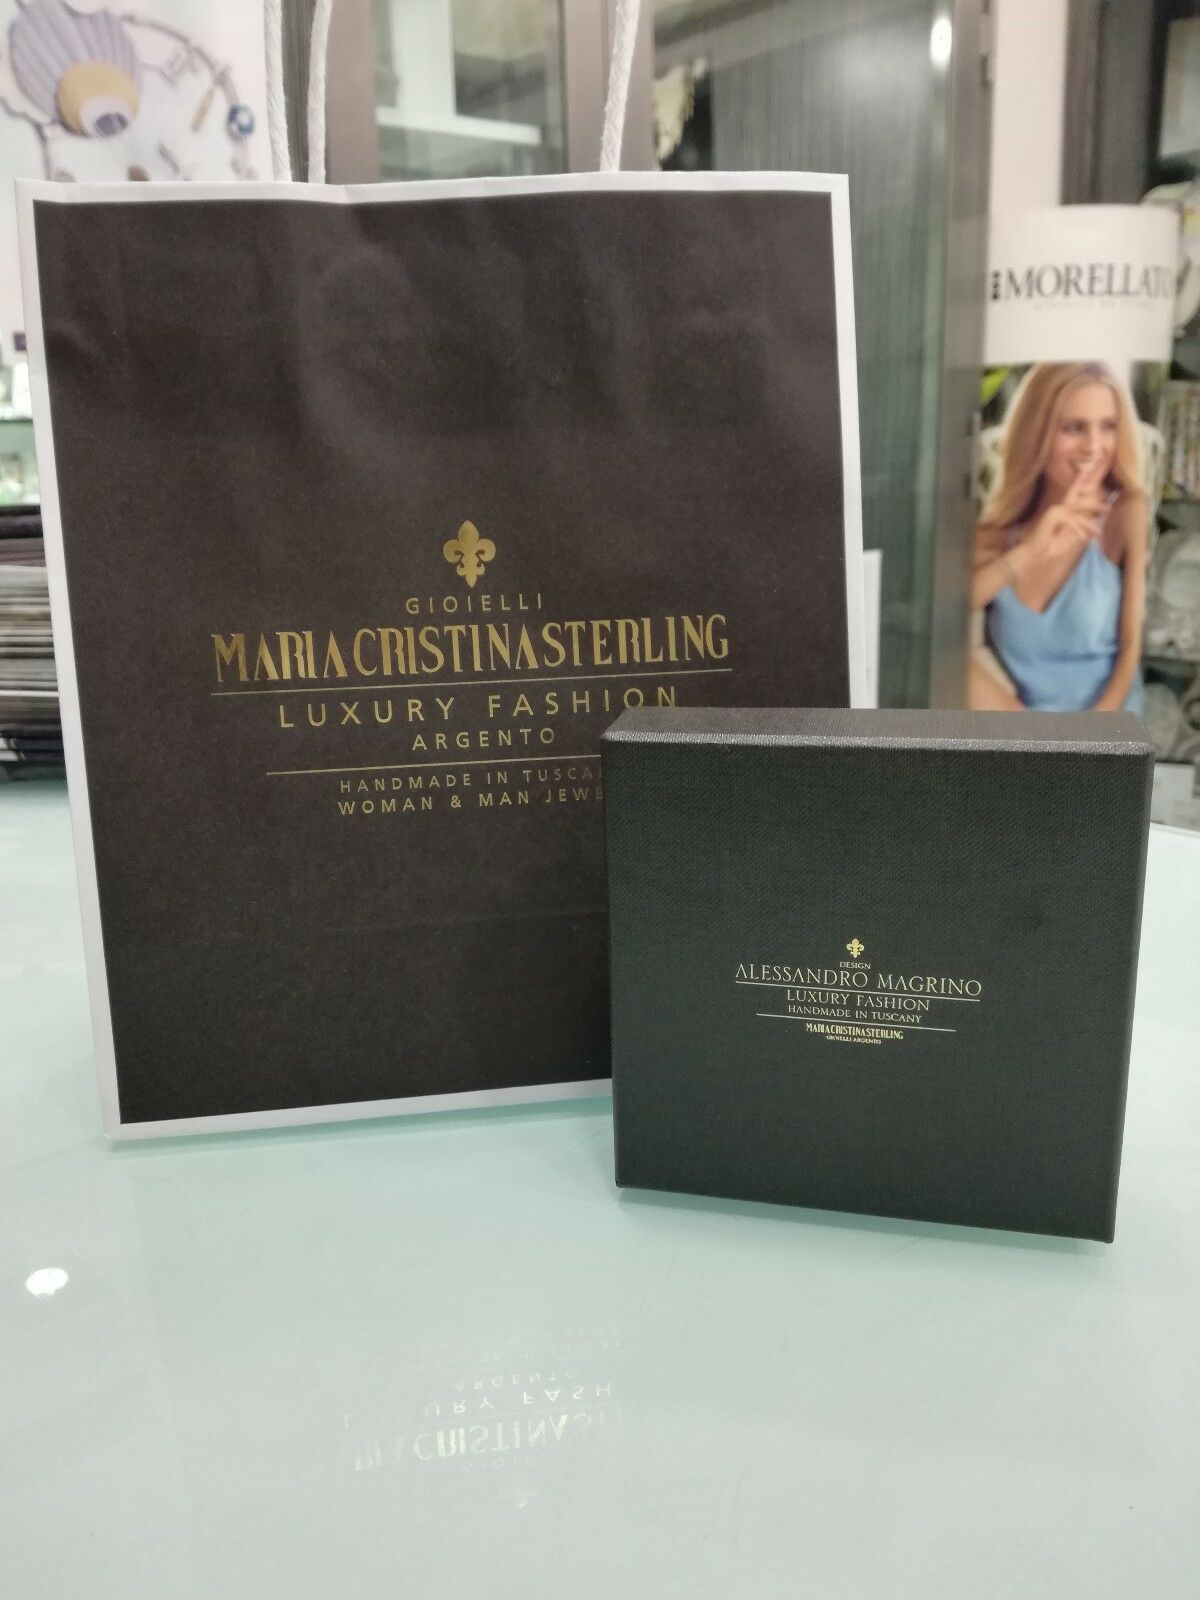 GIOIELLI
MARIACRISTINASTERLING
LUXURY FASHION
ARGENTO
HANDMADE IN TUSCA
WOMAN & MAN JEWE
DESIGN
ALESSANDRO MAGRINO
LUXURY FASHION
HANDMADE IN TUSCANY
MARIACRISTINASTERLING
GIOIELLI ARGENTO
MORELLATO